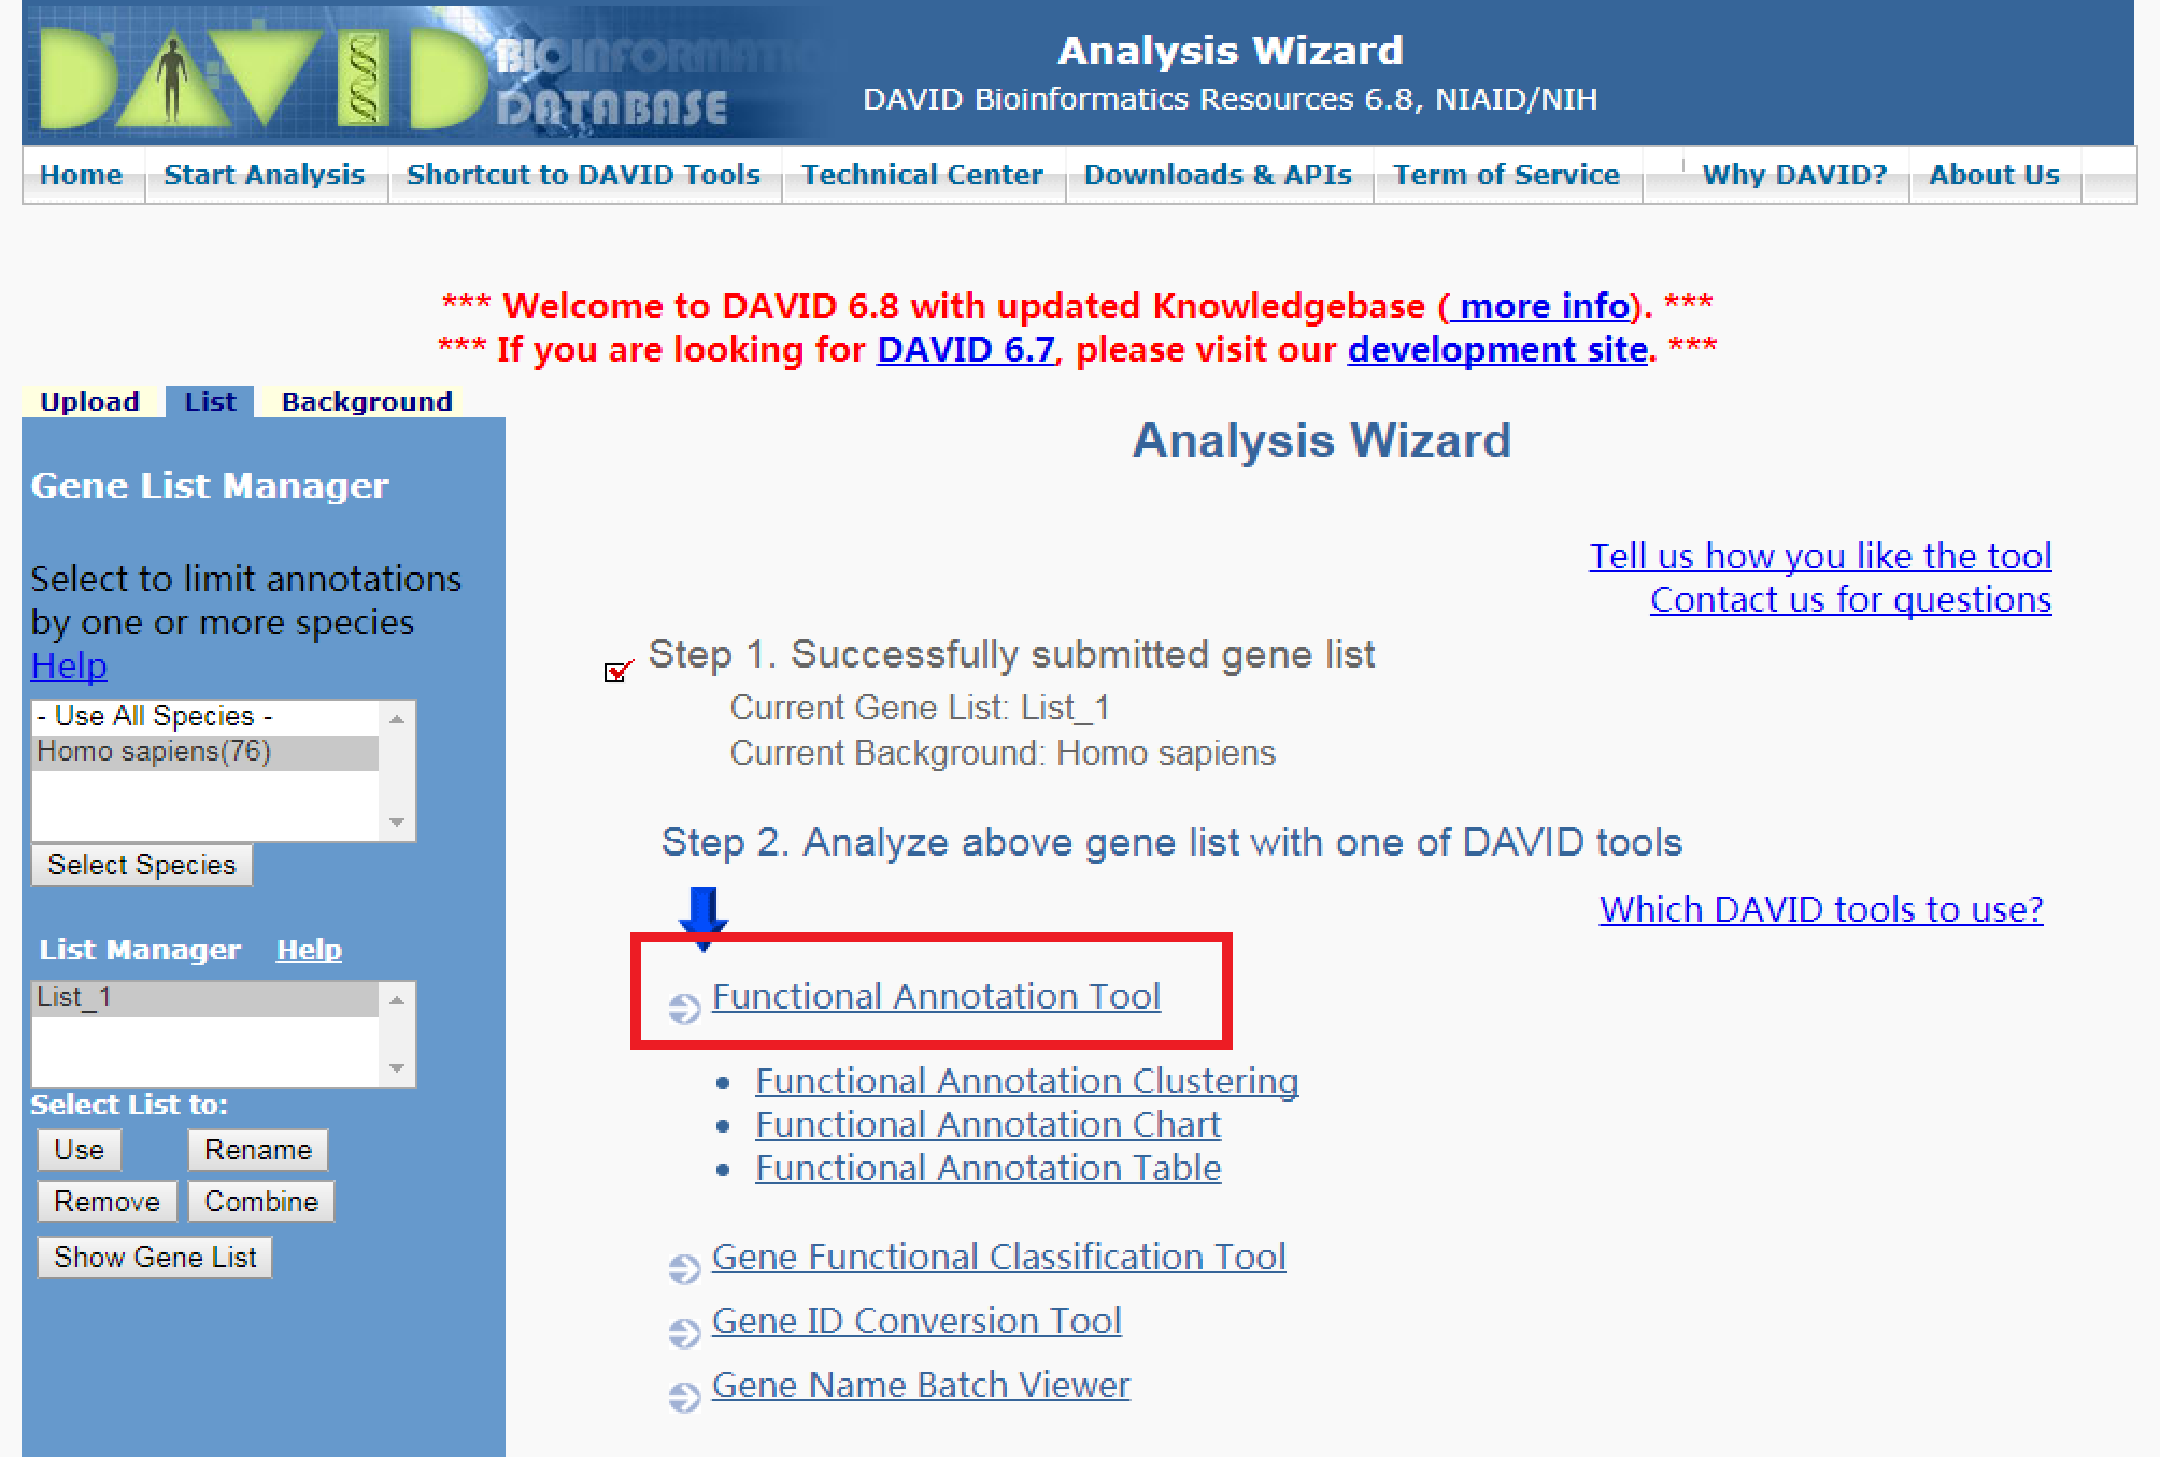 DAVID BIOINFORMATICS
DATABASE
Analysis Wizard
DAVID Bioinformatics Resources 6.8, NIAID/NIH
Home Start Analysis Shortcut to DAVID Tools Technical Center Downloads & APIs Term of Service Why DAVID? About Us
*** Welcome to DAVID 6.8 with updated Knowledgebase ( more info). ***
*** If you are looking for DAVID 6.7, please visit our development site. ***
Upload List Background
Gene List Manager
Select to limit annotations
by one or more species
Help
- Use All Species -
Homo sapiens(76)
Select Species
List Manager Help
List_1
Select List to:
Use Rename
Remove Combine
Show Gene List
Analysis Wizard
Tell us how you like the tool
Contact us for questions
Step 1. Successfully submitted gene list
Current Gene List: List_1
Current Background: Homo sapiens
Step 2. Analyze above gene list with one of DAVID tools
Which DAVID tools to use?
Functional Annotation Tool
• Functional Annotation Clustering
• Functional Annotation Chart
• Functional Annotation Table
Gene Functional Classification Tool
Gene ID Conversion Tool
Gene Name Batch Viewer